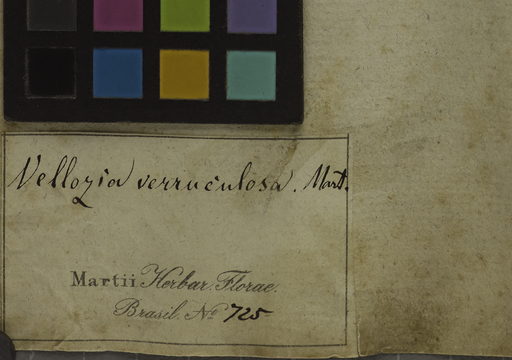 Vellozia verruculosa. Mart.
Martii Herbar. Florae.
Brasil. No 725